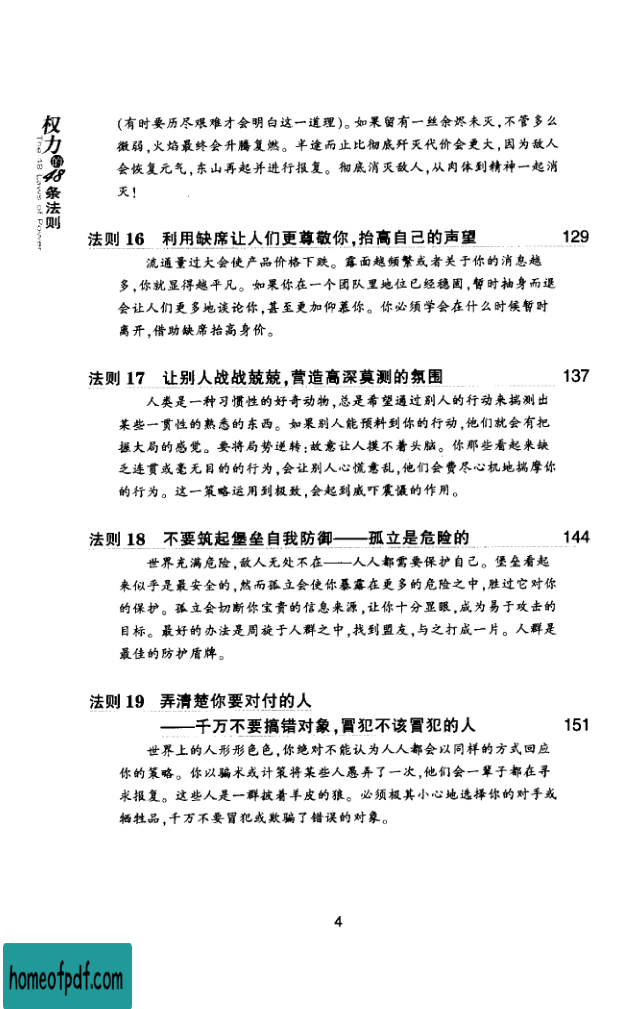 权力的48条法则
The 48 Laws of Power
(有时要历尽艰难才会明白这一道理)。如果留有一丝余烬未灭,不管多么
微弱,火焰最终会升腾复燃。半途而止比彻底歼灭代价会更大,因为敌人
会恢复元气,东山再起并进行报复。彻底消灭敌人,从肉体到精神一起消
灭!
法则 16 利用缺席让人们更尊敬你,抬高自己的声望 129
流通量过大会使产品价格下跌。露面越频繁或者关于你的消息越
多,你就显得越平凡。如果你在一个团队里地位已经稳固,暂时抽身而退
会让人们更多地谈论你,甚至更加仰慕你。你必须学会在什么时候暂时
离开,借助缺席抬高身价。
法则 17 让别人战战兢兢,营造高深莫测的氛围 137
人类是一种习惯性的好奇动物,总是希望通过别人的行动来揣测出
某些一贯性的熟悉的东西。如果别人能预料到你的行动,他们就会有把
握大局的感觉。要将局势逆转:故意让人摸不着头脑。你那些看起来缺
乏连贯或毫无目的的行为,会让别人心慌意乱,他们会费尽心机地揣摩你
的行为。这一策略运用到极致,会起到威吓震慑的作用。
法则 18 不要筑起堡垒自我防御——孤立是危险的 144
世界充满危险,敌人无处不在——人人都需要保护自己。堡垒看起
来似乎是最安全的,然而孤立会使你暴露在更多的危险之中,胜过它对你
的保护。孤立会切断你宝贵的信息来源,让你十分显眼,成为易于攻击的
目标。最好的办法是周旋于人群之中,找到盟友,与之打成一片。人群是
最佳的防护盾牌。
法则 19 弄清楚你要对付的人
——千万不要搞错对象,冒犯不该冒犯的人 151
世界上的人形形色色,你绝对不能认为人人都会以同样的方式回应
你的策略。你以骗术或计策将某些人愚弄了一次,他们会一辈子都在寻
求报复。这些人是一群披着羊皮的狼。必须极其小心地选择你的对手或
牺牲品,千万不要冒犯或欺骗了错误的对象。
4
homeofpdf.com